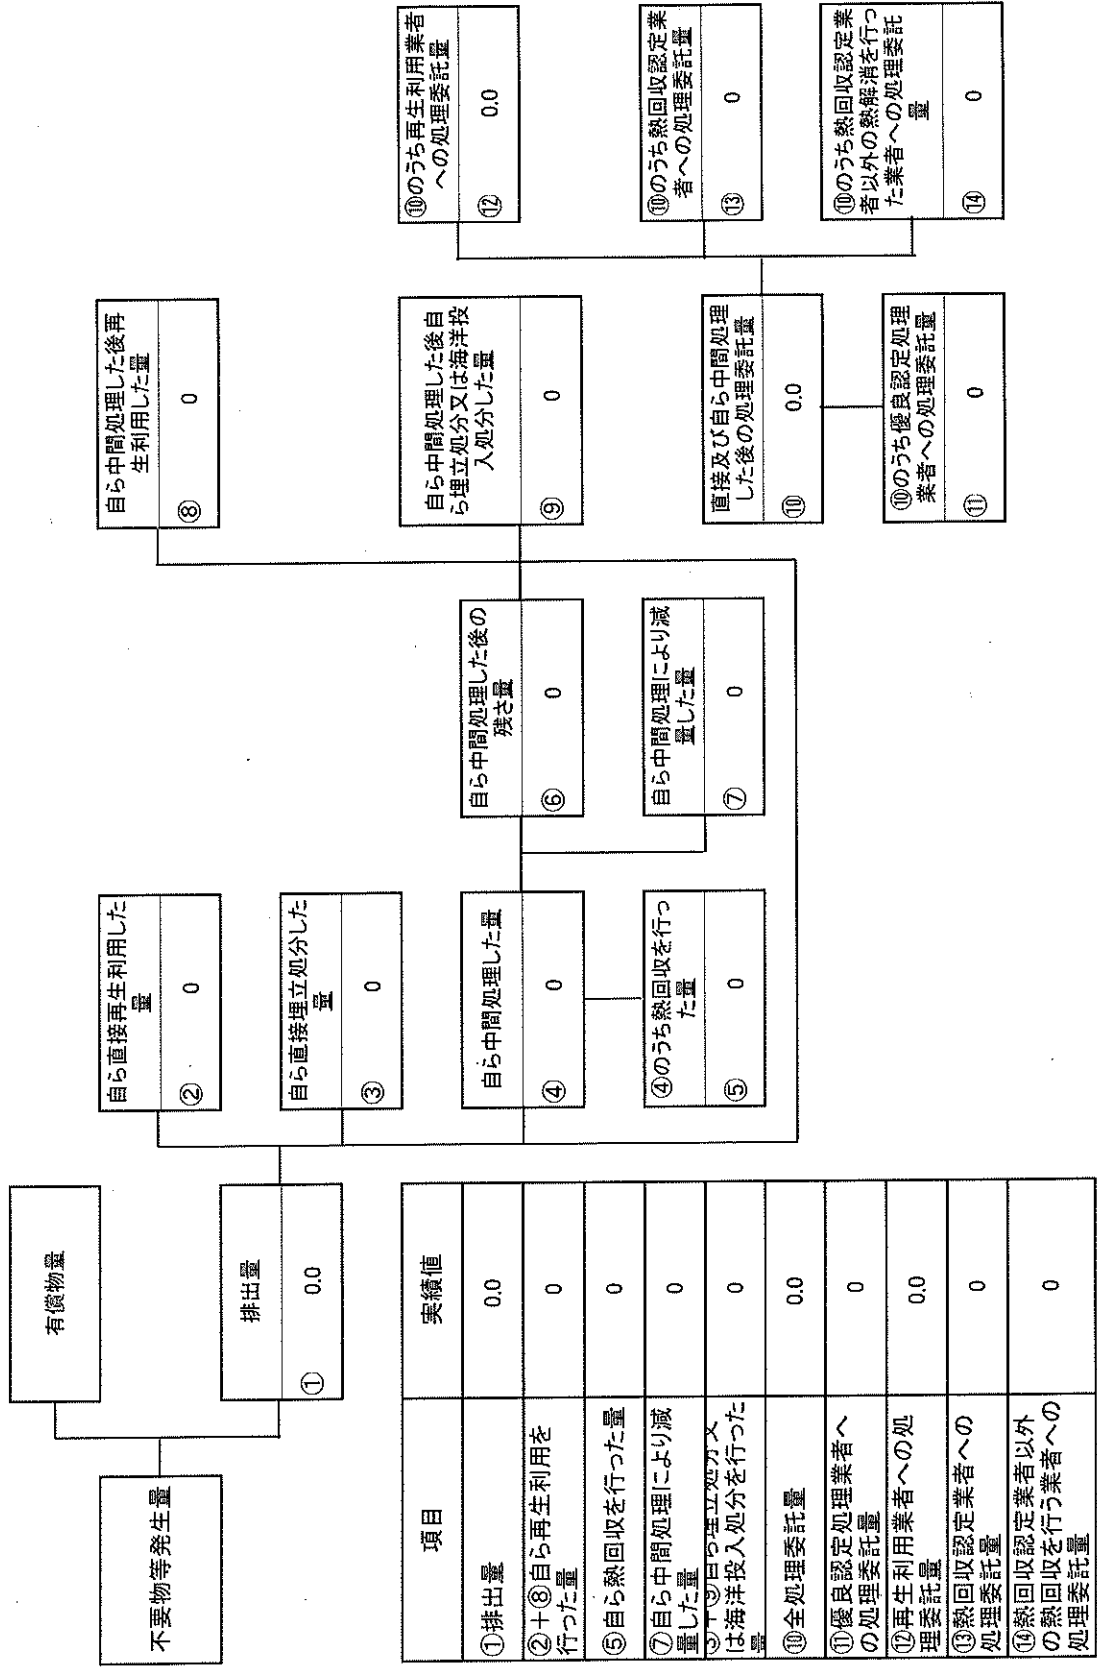 不要物等発生量
有償物量
排出量
① 0.0
自ら直接再生利用した
量
② 0
自ら直接埋立処分した
量
③ 0
自ら中間処理した量
④ 0
④のうち熱回収を行っ
た量
⑤ 0
自ら中間処理した後の
残さ量
⑥ 0
自ら中間処理により減
量した量
⑦ 0
自ら中間処理した後再
生利用した量
⑧ 0
自ら中間処理した後自
ら埋立処分又は海洋投
入処分した量
⑨ 0
直接及び自ら中間処理
した後の処理委託量
⑩ 0.0
⑩のうち優良認定処理
業者への処理委託量
⑪ 0
⑩のうち再生利用業者
への処理委託量
⑫ 0.0
⑩のうち熱回収認定業
者への処理委託量
⑬ 0
⑩のうち熱回収認定業
者以外の熱解消を行っ
た業者への処理委託
量
⑭ 0
項目 実績値
①排出量 0.0
②+⑧自ら再生利用を
行った量 0
⑤自ら熱回収を行った量 0
⑦自ら中間処理により減
量した量 0
③+⑨自ら埋立処分又
は海洋投入処分を行った
量 0
⑩全処理委託量 0.0
⑪優良認定処理業者へ
の処理委託量 0
⑫再生利用業者への処
理委託量 0.0
⑬熱回収認定業者への
処理委託量 0
⑭熱回収認定業者以外
の熱回収を行う業者への
処理委託量 0